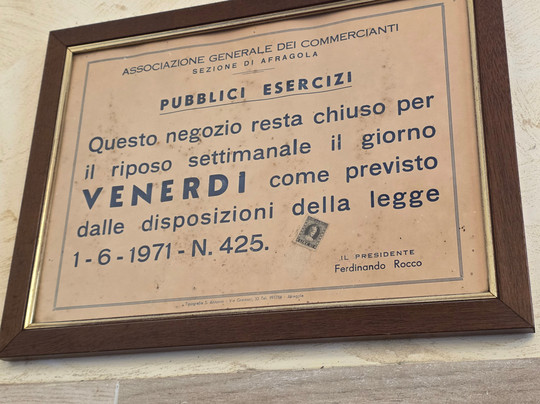 ASSOCIAZIONE GENERALE DEI COMMERCIANTI
SEZIONE DI AFRAGOLA
PUBBLICI ESERCIZI
Questo negozio resta chiuso per
il riposo settimanale il giorno
VENERDI come previsto
dalle disposizioni della legge
1-6-1971-N. 425.
IL PRESIDENTE
Ferdinando Rocco
Afragola